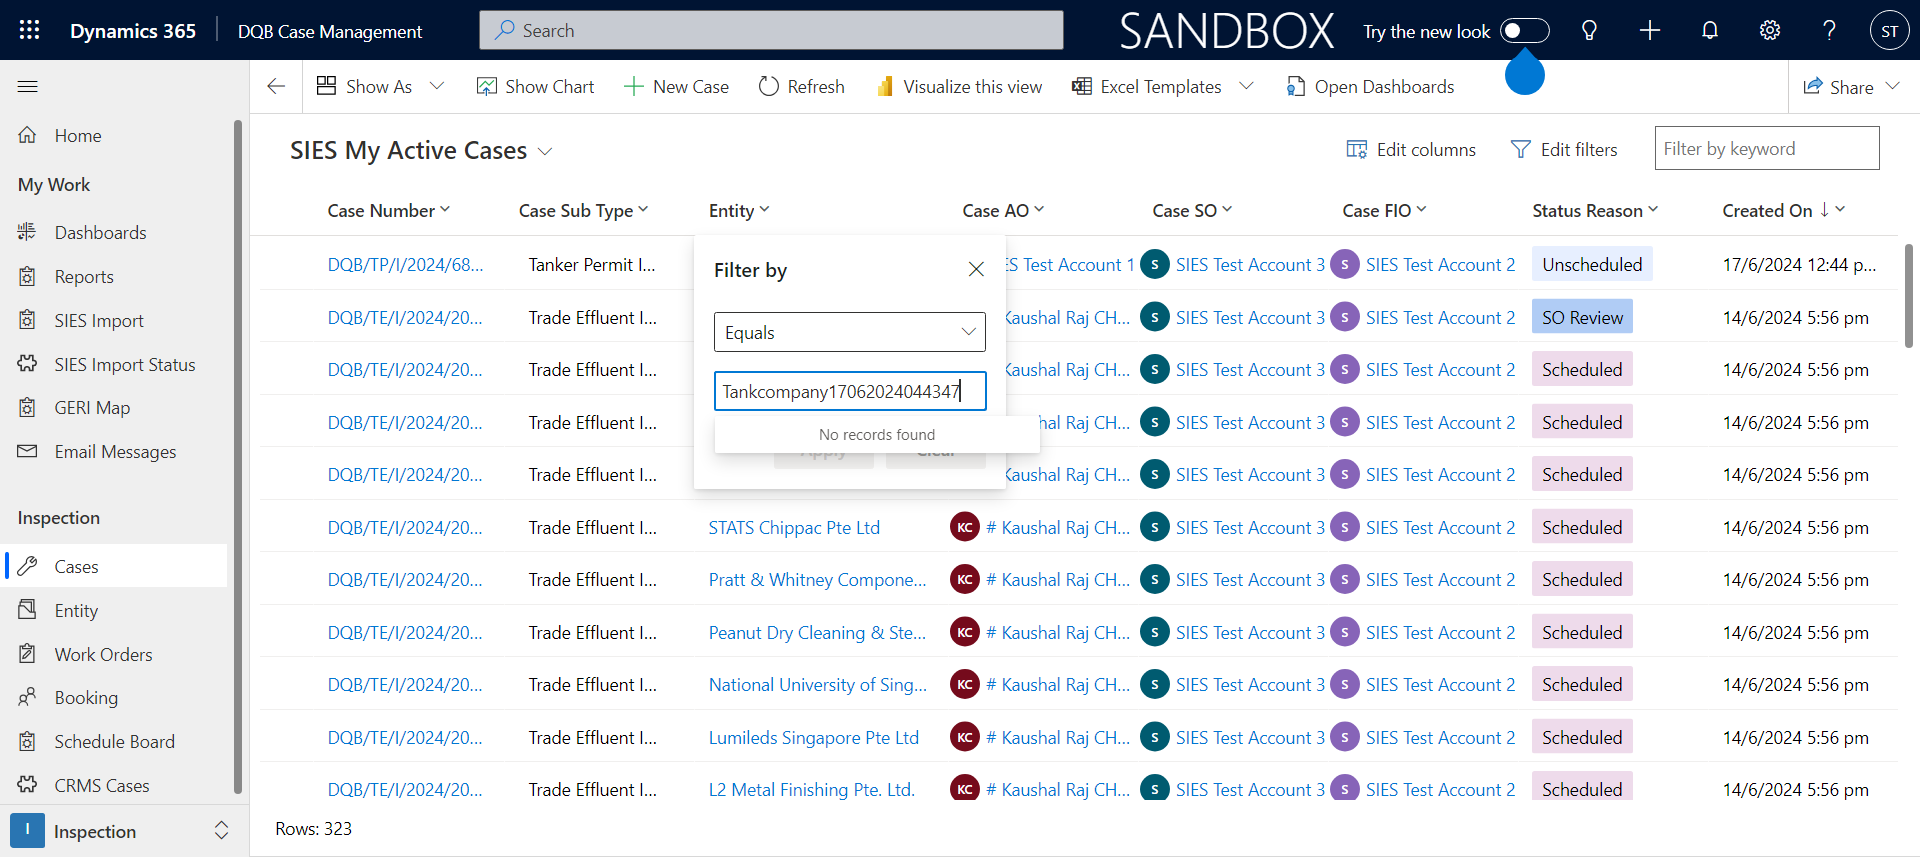 Dynamics 365
DQB Case Management
Search
SANDBOX
Try the new look
ST
Show As
Show Chart
New Case
Refresh
Visualize this view
Excel Templates
Open Dashboards
Share
Home
My Work
Dashboards
Reports
SIES Import
SIES Import Status
GERI Map
Email Messages
Inspection
Cases
Entity
Work Orders
Booking
Schedule Board
CRMS Cases
I Inspection
SIES My Active Cases
Edit columns
Edit filters
Filter by keyword
Case Number Case Sub Type Entity Case AO Case SO Case FIO Status Reason Created On
DQB/TP/I/2024/68... Tanker Permit I... ES Test Account 1 S SIES Test Account 3 S SIES Test Account 2 Unscheduled 17/6/2024 12:44 p...
DQB/TE/I/2024/20... Trade Effluent I... Kaushal Raj CH... S SIES Test Account 3 S SIES Test Account 2 SO Review 14/6/2024 5:56 pm
DQB/TE/I/2024/20... Trade Effluent I... Kaushal Raj CH... S SIES Test Account 3 S SIES Test Account 2 Scheduled 14/6/2024 5:56 pm
DQB/TE/I/2024/20... Trade Effluent I... hal Raj CH... S SIES Test Account 3 S SIES Test Account 2 Scheduled 14/6/2024 5:56 pm
DQB/TE/I/2024/20... Trade Effluent I... Kaushal Raj CH... S SIES Test Account 3 S SIES Test Account 2 Scheduled 14/6/2024 5:56 pm
DQB/TE/I/2024/20... Trade Effluent I... STATS Chippac Pte Ltd KC # Kaushal Raj CH... S SIES Test Account 3 S SIES Test Account 2 Scheduled 14/6/2024 5:56 pm
DQB/TE/I/2024/20... Trade Effluent I... Pratt & Whitney Compone... KC # Kaushal Raj CH... S SIES Test Account 3 S SIES Test Account 2 Scheduled 14/6/2024 5:56 pm
DQB/TE/I/2024/20... Trade Effluent I... Peanut Dry Cleaning & Ste... KC # Kaushal Raj CH... S SIES Test Account 3 S SIES Test Account 2 Scheduled 14/6/2024 5:56 pm
DQB/TE/I/2024/20... Trade Effluent I... National University of Sing... KC # Kaushal Raj CH... S SIES Test Account 3 S SIES Test Account 2 Scheduled 14/6/2024 5:56 pm
DQB/TE/I/2024/20... Trade Effluent I... Lumileds Singapore Pte Ltd KC # Kaushal Raj CH... S SIES Test Account 3 S SIES Test Account 2 Scheduled 14/6/2024 5:56 pm
DQB/TE/I/2024/20... Trade Effluent I... L2 Metal Finishing Pte. Ltd. KC # Kaushal Raj CH... S SIES Test Account 3 S SIES Test Account 2 Scheduled 14/6/2024 5:56 pm
Filter by
Equals
Tankcompany17062024044347
No records found
Apply Clear
Rows: 323